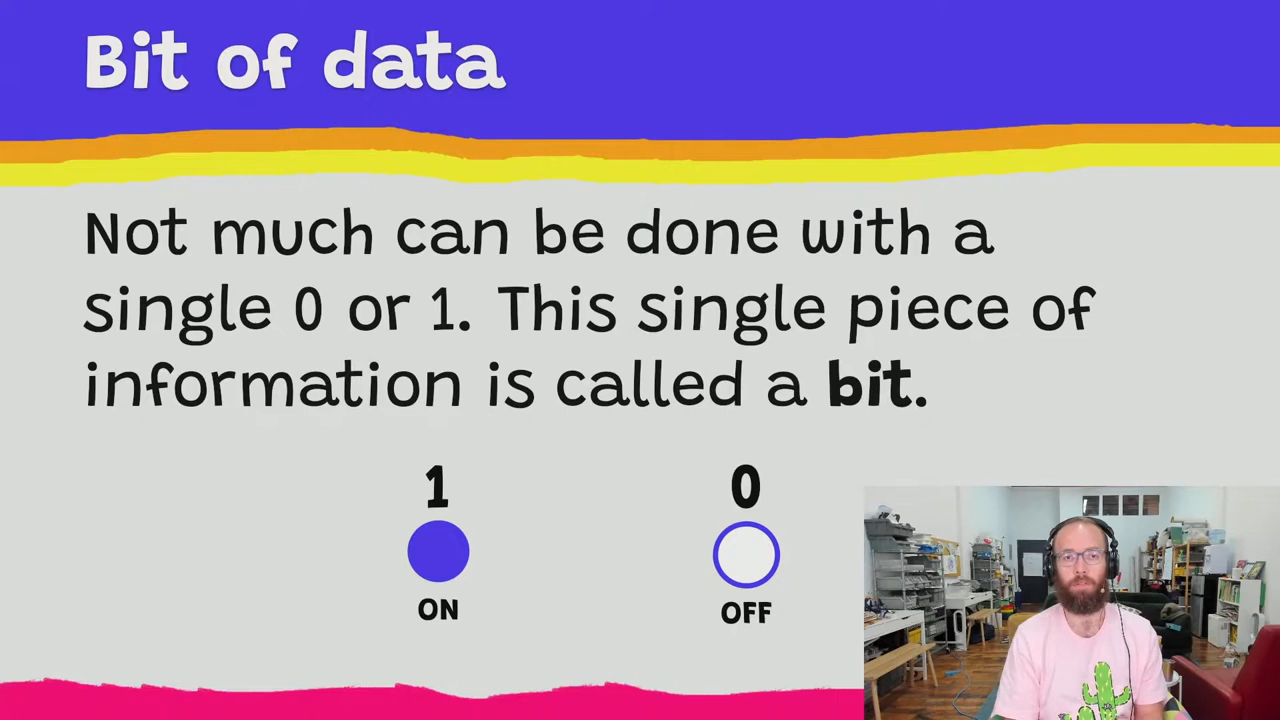 Bit of data
Not much can be done with a
single 0 or 1. This single piece of
information is called a bit.
1
0
ON
OFF